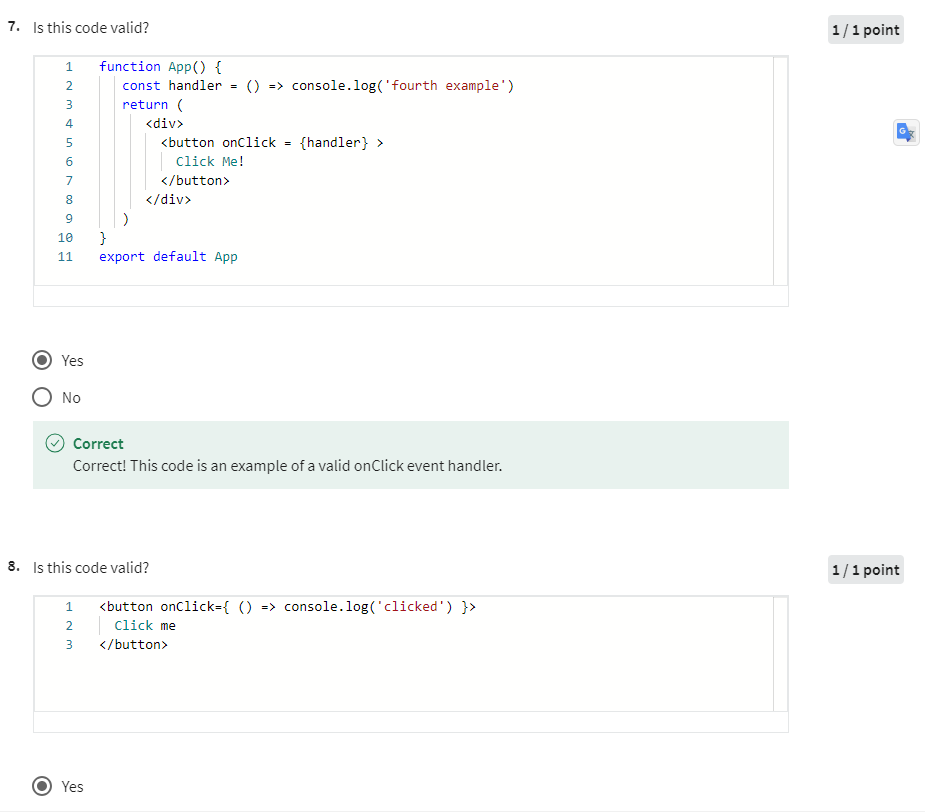 7. Is this code valid?
1 / 1 point
1 function App() {
2 const handler = () => console.log('fourth example')
3 return (
4 <div>
5 <button onClick = {handler} >
6 Click Me!
7 </button>
8 </div>
9 )
10 }
11 export default App
Yes
No
Correct
Correct! This code is an example of a valid onClick event handler.
8. Is this code valid?
1 / 1 point
1 <button onClick={ () => console.log('clicked') }>
2 Click me
3 </button>
Yes